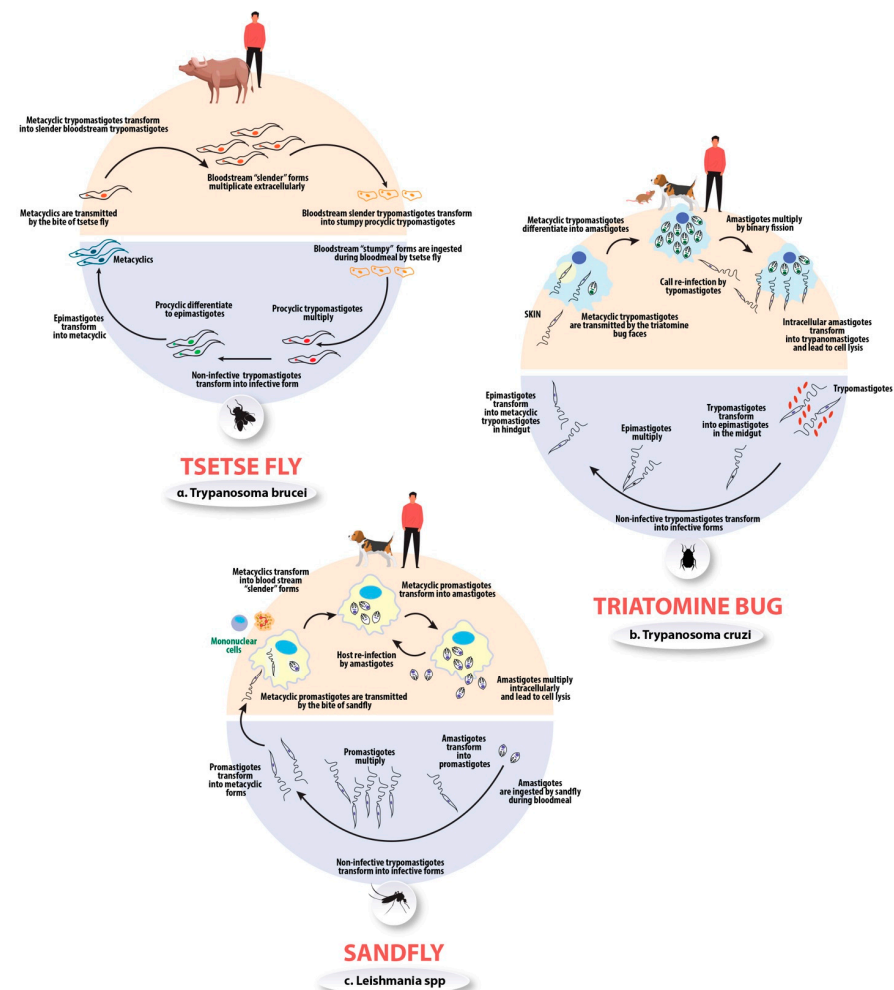 Metacyclic trypomastigotes transform
into slender bloodstream trypomastigotes
Bloodstream "slender" forms
multiplicate extracellularly
Metacyclics are transmitted
by the bite of tsetse fly
Bloodstream slender trypomastigotes transform
into stumpy procyclic trypomastigotes
Bloodstream "stumpy" forms are ingested
during bloodmeal by tsetse fly
Metacyclics
Epimastigotes
transform
into metacyclic
Procyclic differentiate
to epimastigotes
Procyclic trypomastigotes
multiply
Non-infective trypomastigotes
transform into infective form
TSETSE FLY
a. Trypanosoma brucei
Metacyclic trypomastigotes
differentiate into amastigotes
Amastigotes multiply
by binary fission
Call re-infection by
typomastigotes
SKIN
Metacyclic trypomastigotes
are transmitted by the triatomine
bug faces
Intracellular amastigotes
transform
into trypanomastigotes
and lead to cell lysis
Epimastigotes
transform
into metacyclic
trypomastigotes
in hindgut
Epimastigotes
multiply
Trypomastigotes
transform
into epimastigotes
in the midgut
Trypomastigotes
Non-infective trypomastigotes transform
into infective forms
TRIATOMINE BUG
b. Trypanosoma cruzi
Metacyclics transform
into blood stream
"slender" forms
Metacyclic promastigotes
transform into amastigotes
Mononuclear
cells
Host re-infection
by amastigotes
Metacyclic promastigotes are transmitted
by the bite of sandfly
Amastigotes multiply
intracellularly
and lead to cell lysis
Promastigotes
transform
into metacyclic
forms
Promastigotes
multiply
Amastigotes
transform
into
promastigotes
Amastigotes
are ingested by sandfly
during bloodmeal
Non-infective trypomastigotes
transform into infective forms
SANDFLY
c. Leishmania spp